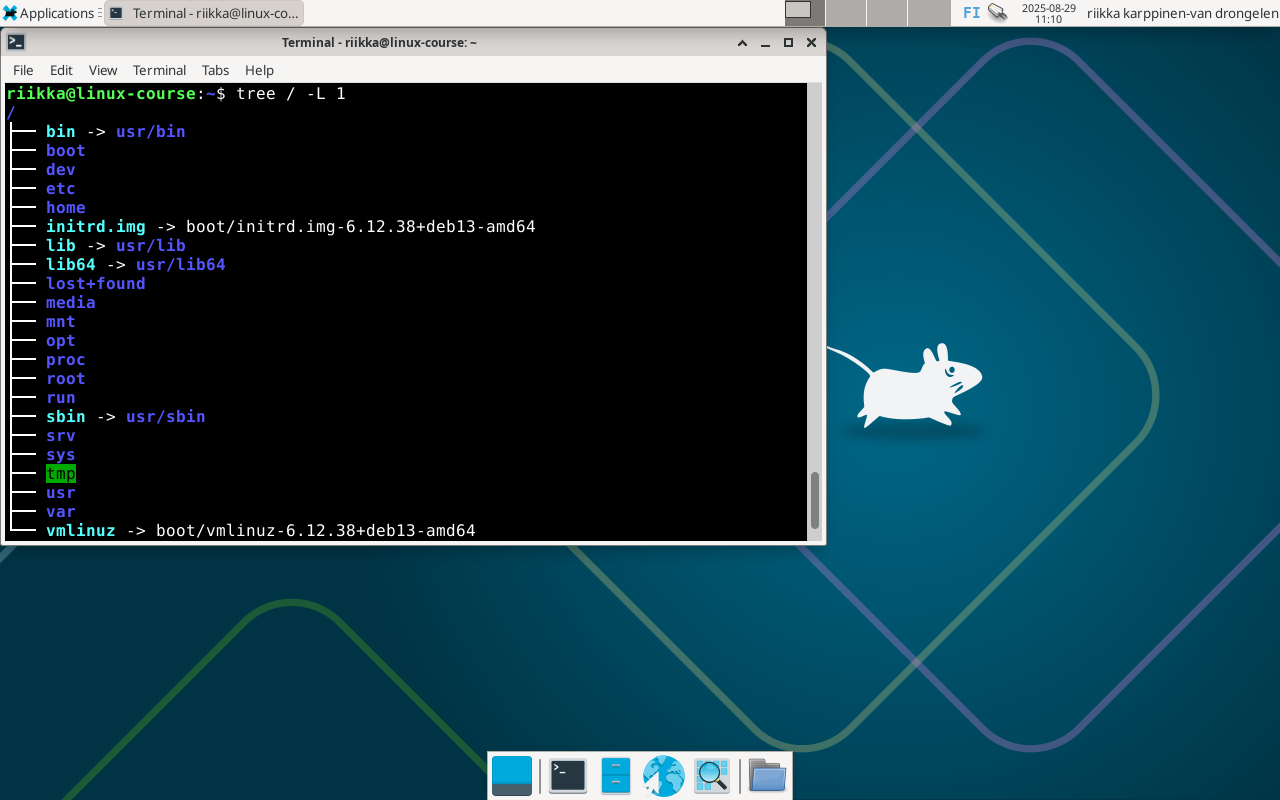 Applications
Terminal - riikka@linux-co...
FI
2025-08-29
11:10
riikka karppinen-van drongelen
Terminal - riikka@linux-course: ~
File Edit View Terminal Tabs Help
riikka@linux-course:~$ tree / -L 1
/
├── bin -> usr/bin
├── boot
├── dev
├── etc
├── home
├── initrd.img -> boot/initrd.img-6.12.38+deb13-amd64
├── lib -> usr/lib
├── lib64 -> usr/lib64
├── lost+found
├── media
├── mnt
├── opt
├── proc
├── root
├── run
├── sbin -> usr/sbin
├── srv
├── sys
├── tmp
├── usr
├── var
└── vmlinuz -> boot/vmlinuz-6.12.38+deb13-amd64